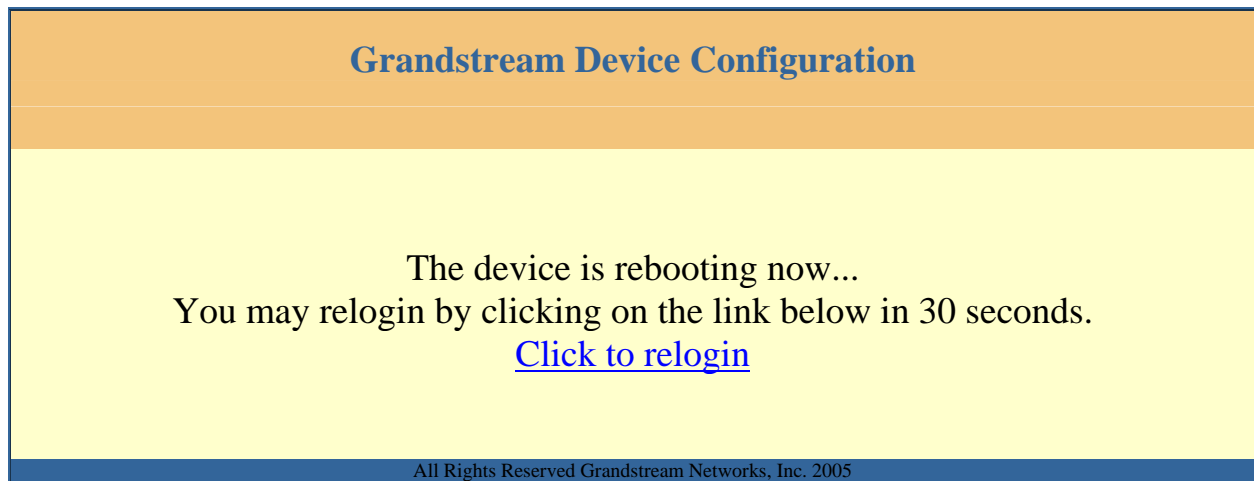 Grandstream Device Configuration
The device is rebooting now...
You may relogin by clicking on the link below in 30 seconds.
Click to relogin
All Rights Reserved Grandstream Networks, Inc. 2005